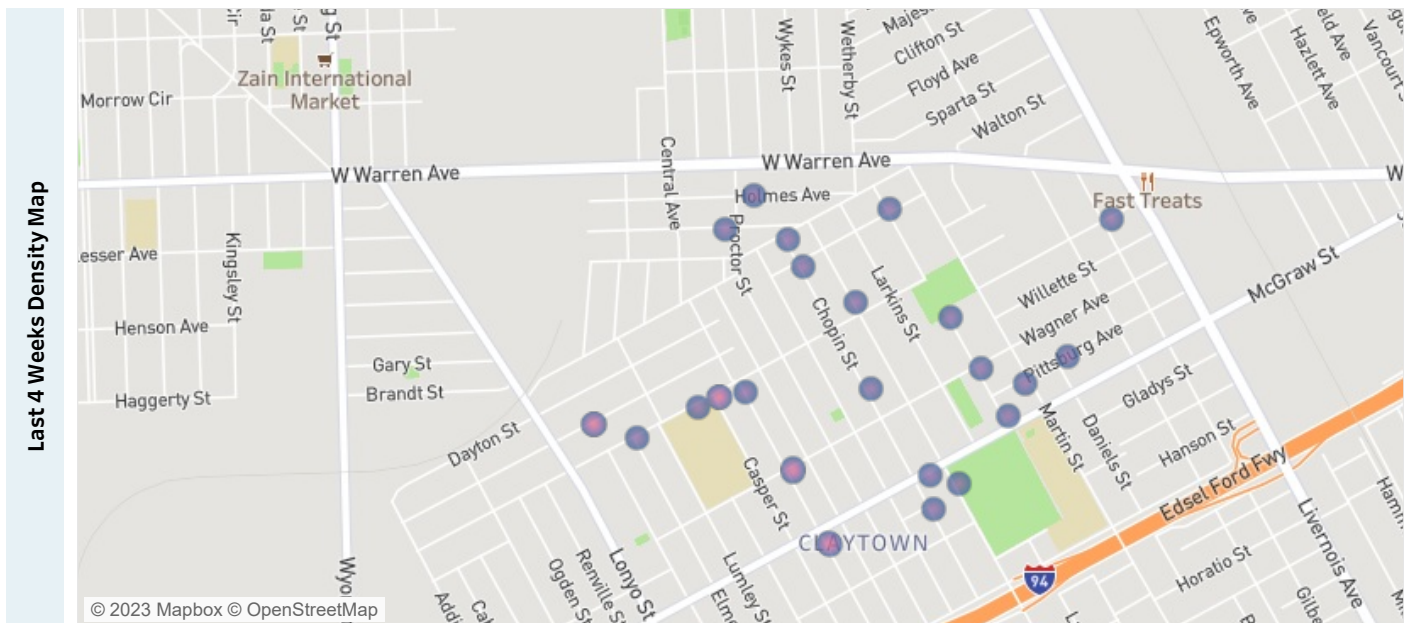 Last 4 Weeks Density Map
Morrow Cir
Zain International
Market
Wykes St
Wetherby St
Clifton St
Floyd Ave
Sparta St
Walton St
Epworth Ave
Hazlett Ave
W Warren Ave
W Warren Ave
Central Ave
Holmes Ave
Fast Treats
Proctor St
Kingsley St
Larkins St
Chopin St
Willette St
Wagner Ave
Pittsburg Ave
McGraw St
Henson Ave
Gary St
Brandt St
Haggerty St
Gladys St
Dayton St
Casper St
Martin St
Daniels St
Hanson St
Edsel Ford Fwy
CLAYTOWN
94
Livernois Ave
Horatio St
Lonyo St
Renville St
Ogden St
Lumley St
© 2023 Mapbox © OpenStreetMap